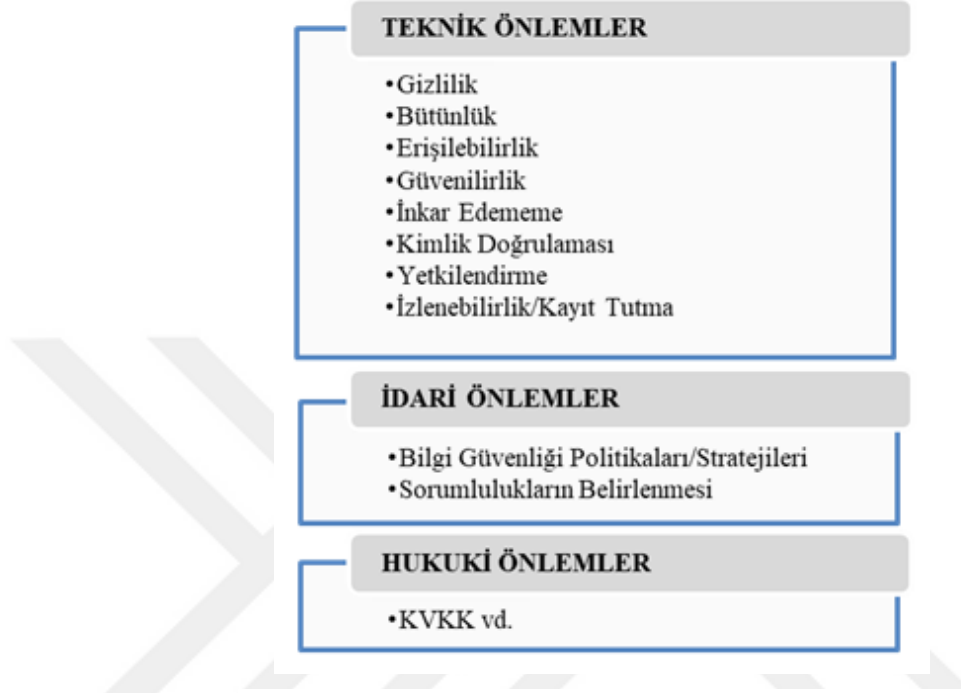 TEKNİK ÖNLEMLER
•Gizlilik
•Bütünlük
•Erişilebilirlik
•Güvenilirlik
•İnkar Edememe
•Kimlik Doğrulaması
•Yetkilendirme
•İzlenebilirlik/Kayıt Tutma
İDARİ ÖNLEMLER
•Bilgi Güvenliği Politikaları/Stratejileri
•Sorumlulukların Belirlenmesi
HUKUKİ ÖNLEMLER
•KVKK vd.